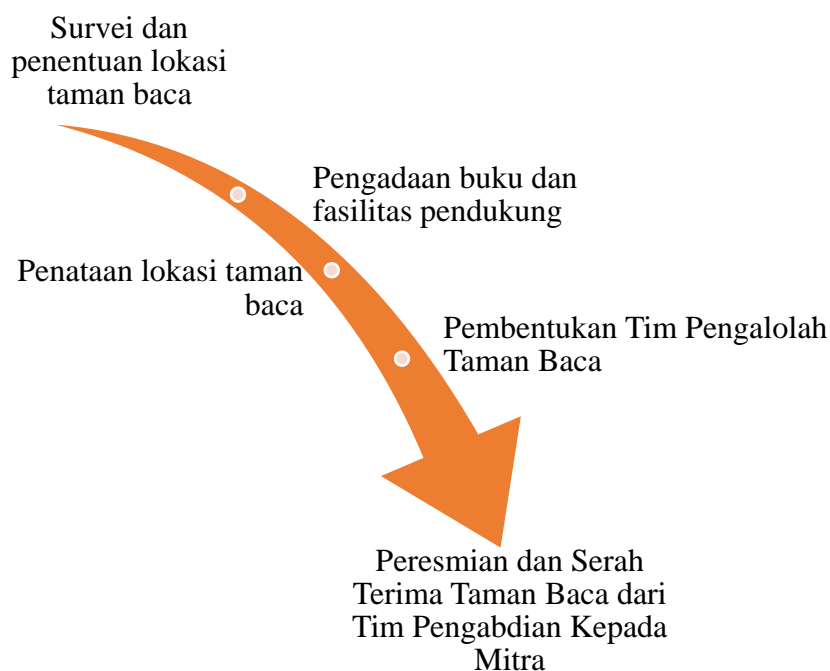 Survei dan
penentuan lokasi
taman baca
Pengadaan buku dan
fasilitas pendukung
Penataan lokasi taman
baca
Pembentukan Tim Pengalolah
Taman Baca
Peresmian dan Serah
Terima Taman Baca dari
Tim Pengabdian Kepada
Mitra